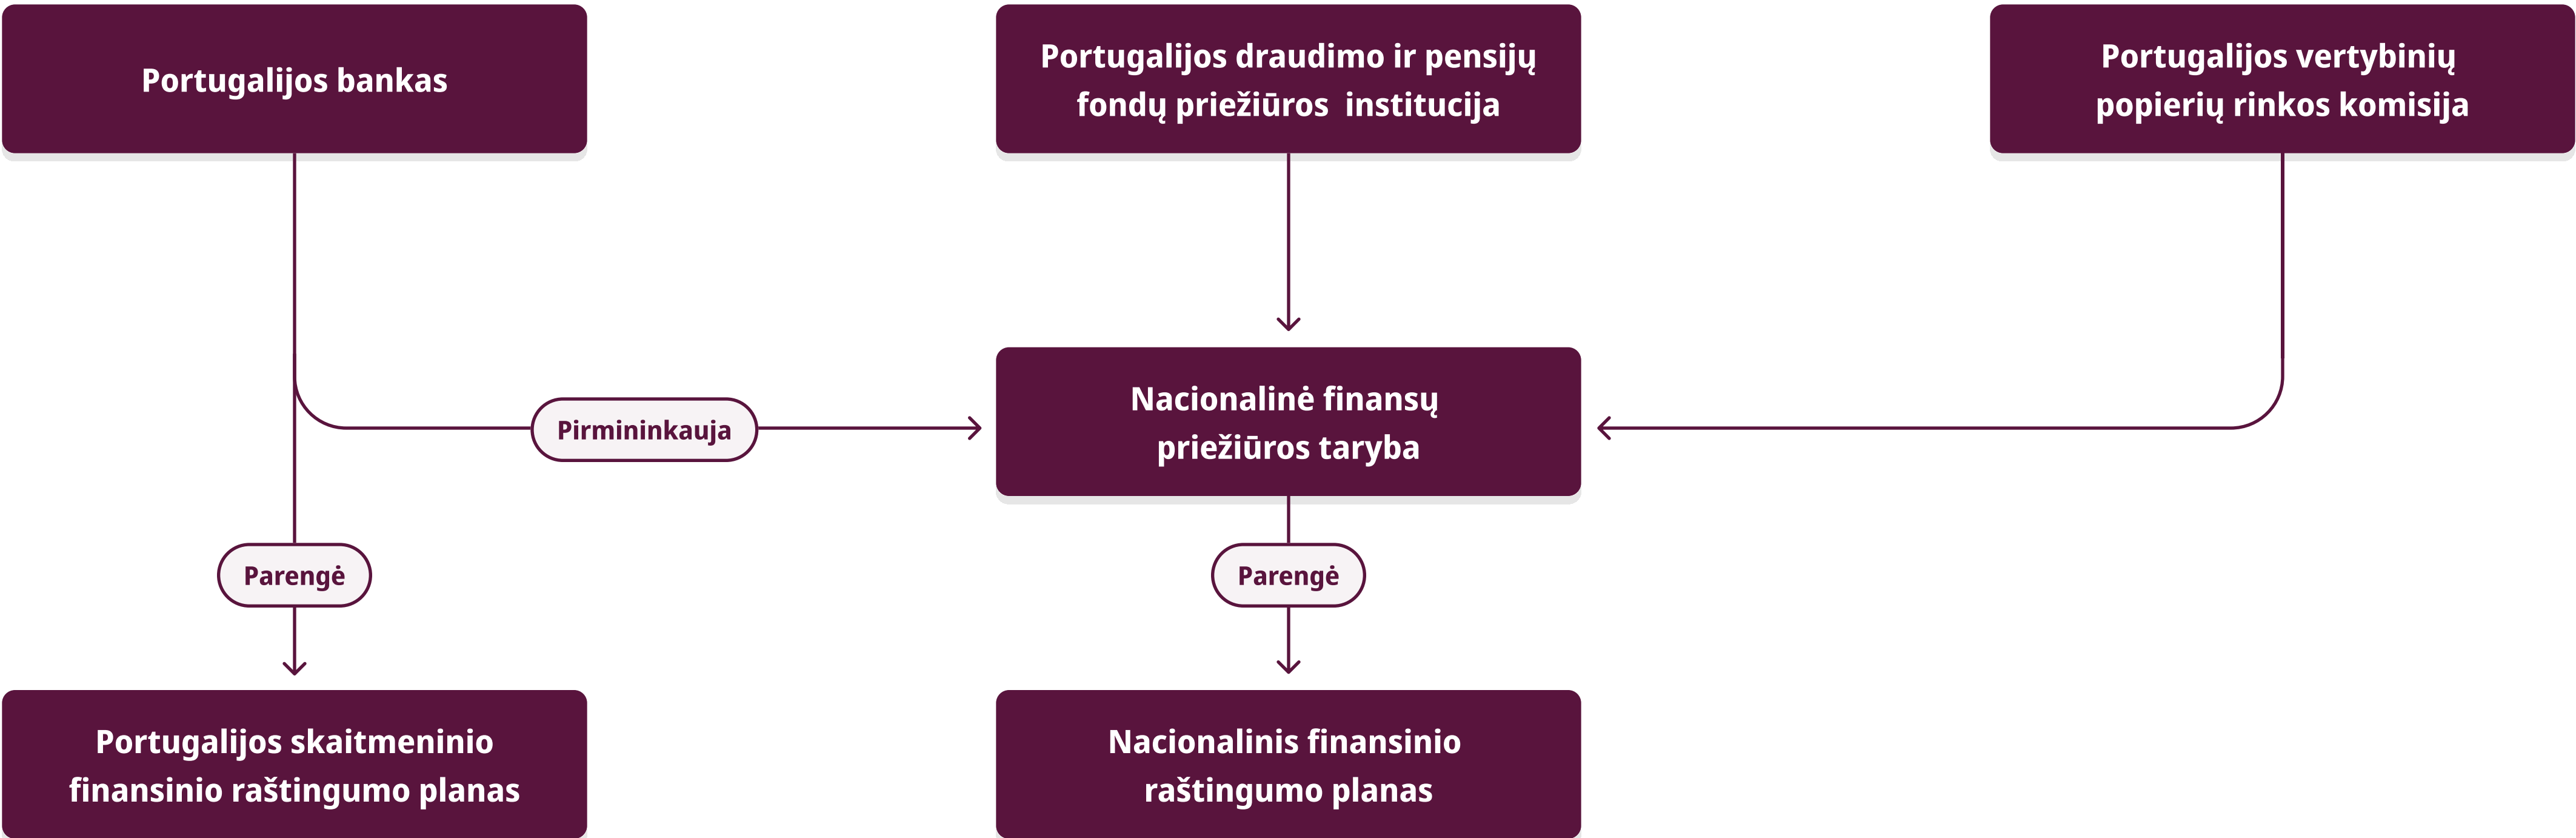 Portugalijos bankas
Portugalijos draudimo ir pensijų
fondų priežiūros institucija
Portugalijos vertybinių
popierių rinkos komisija
Pirmininkauja
Nacionalinė finansų
priežiūros taryba
Parengė
Parengė
Portugalijos skaitmeninio
finansinio raštingumo planas
Nacionalinis finansinio
raštingumo planas